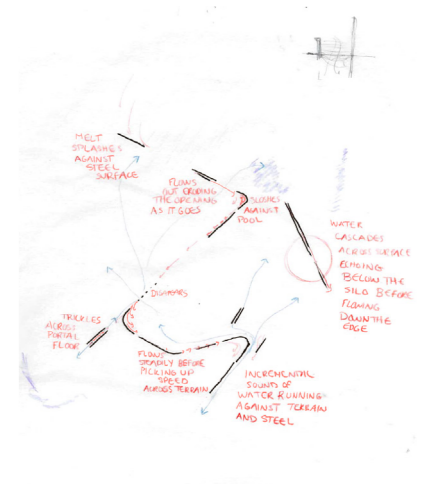 MELT
SPLASHES
AGAINST
STEEL
SURFACE
FLOWS
OUT ERODING
THE OPENING
AS IT GOES
SLOSHES
AGAINST
POOL
WATER
CASCADES
ACROSS SURFACE
ECHOING
BELOW THE
SILO BEFORE
FLOWING
DOWN THE
EDGE
TRICKLES
ACROSS
PORTAL
FLOOR
FLOWS
STEADILY BEFORE
PICKING UP
SPEED
ACROSS TERRAIN
INCREMENTAL
SOUND OF
WATER RUNNING
AGAINST TERRAIN
AND STEEL